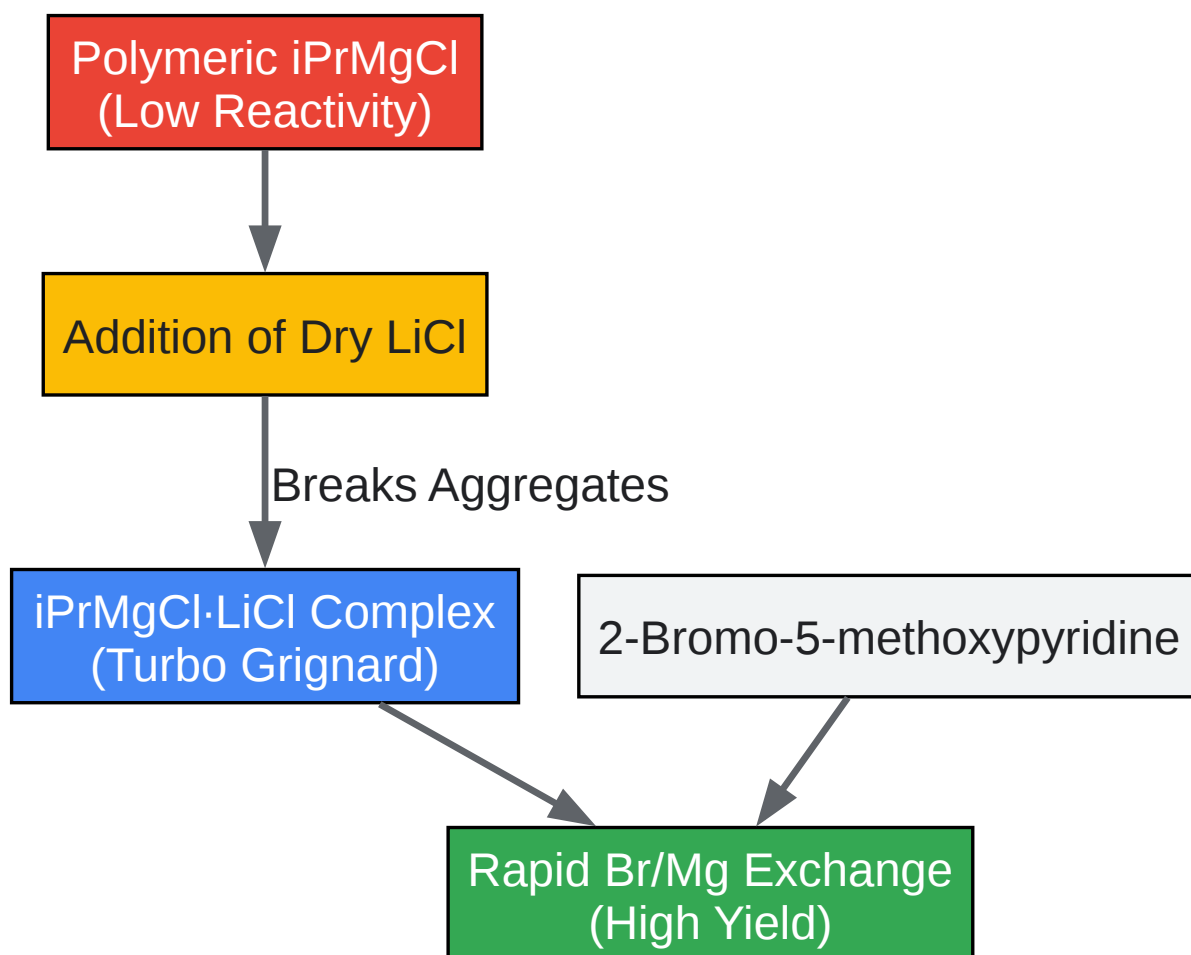 Polymeric iPrMgCl
(Low Reactivity)
Addition of Dry LiCl
Breaks Aggregates
iPrMgCl·LiCl Complex
(Turbo Grignard)
2-Bromo-5-methoxypyridine
Rapid Br/Mg Exchange
(High Yield)